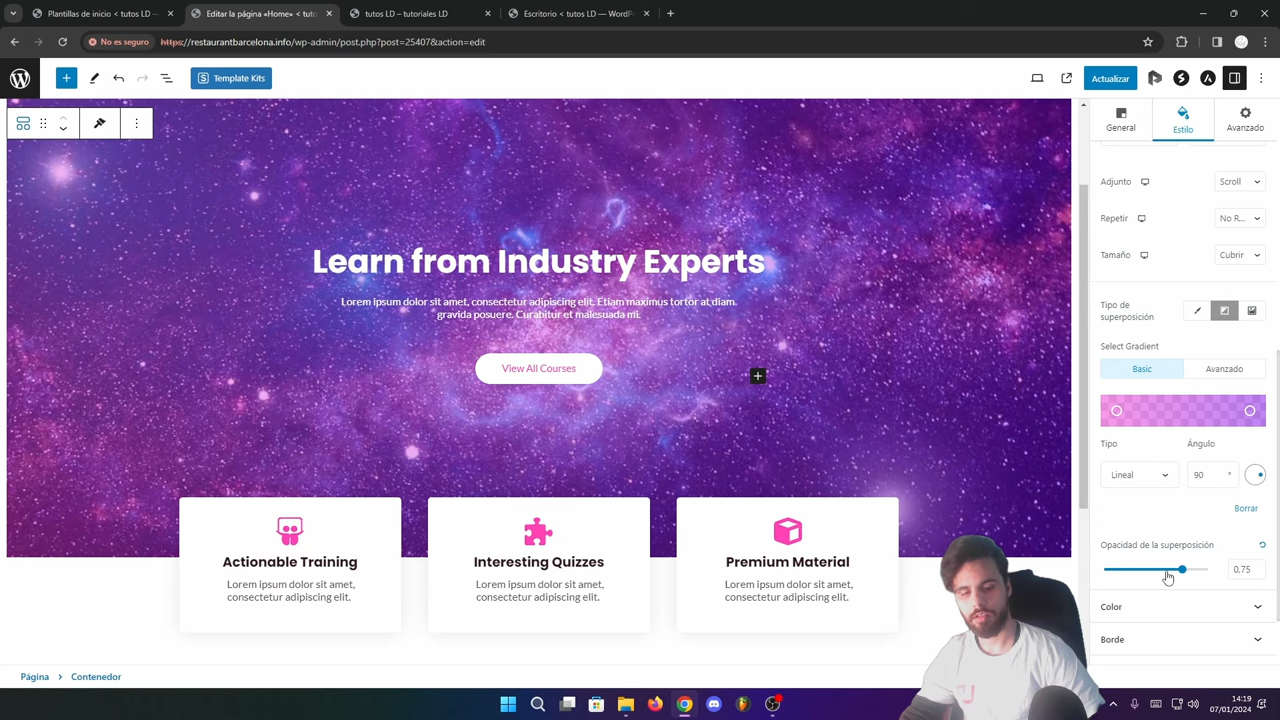 Plantillas de inicio < tutos LD –
Editar la página «Home» < tuto
tutos LD – tutoriales LD
Escritorio < tutos LD — WordPr
No es seguro
https://restaurantbarcelona.info/wp-admin/post.php?post=25407&action=edit
Template Kits
Actualizar
General
Estilo
Avanzado
Adjunto
Scroll
Repetir
No R...
Tamaño
Cubrir
Tipo de
superposición
Select Gradient
Basic
Avanzado
Tipo
Ángulo
Lineal
90
°
Borrar
Opacidad de la superposición
0.75
Color
Borde
Learn from Industry Experts
Lorem ipsum dolor sit amet, consectetur adipiscing elit. Etiam maximus tortor at diam.
gravida posuere. Curabitur et malesuada mi.
View All Courses
Actionable Training
Lorem ipsum dolor sit amet,
consectetur adipiscing elit.
Interesting Quizzes
Lorem ipsum dolor sit amet,
consectetur adipiscing elit.
Premium Material
Lorem ipsum dolor sit amet,
consectetur adipiscing elit.
Página
Contenedor
14:19
07/01/2024